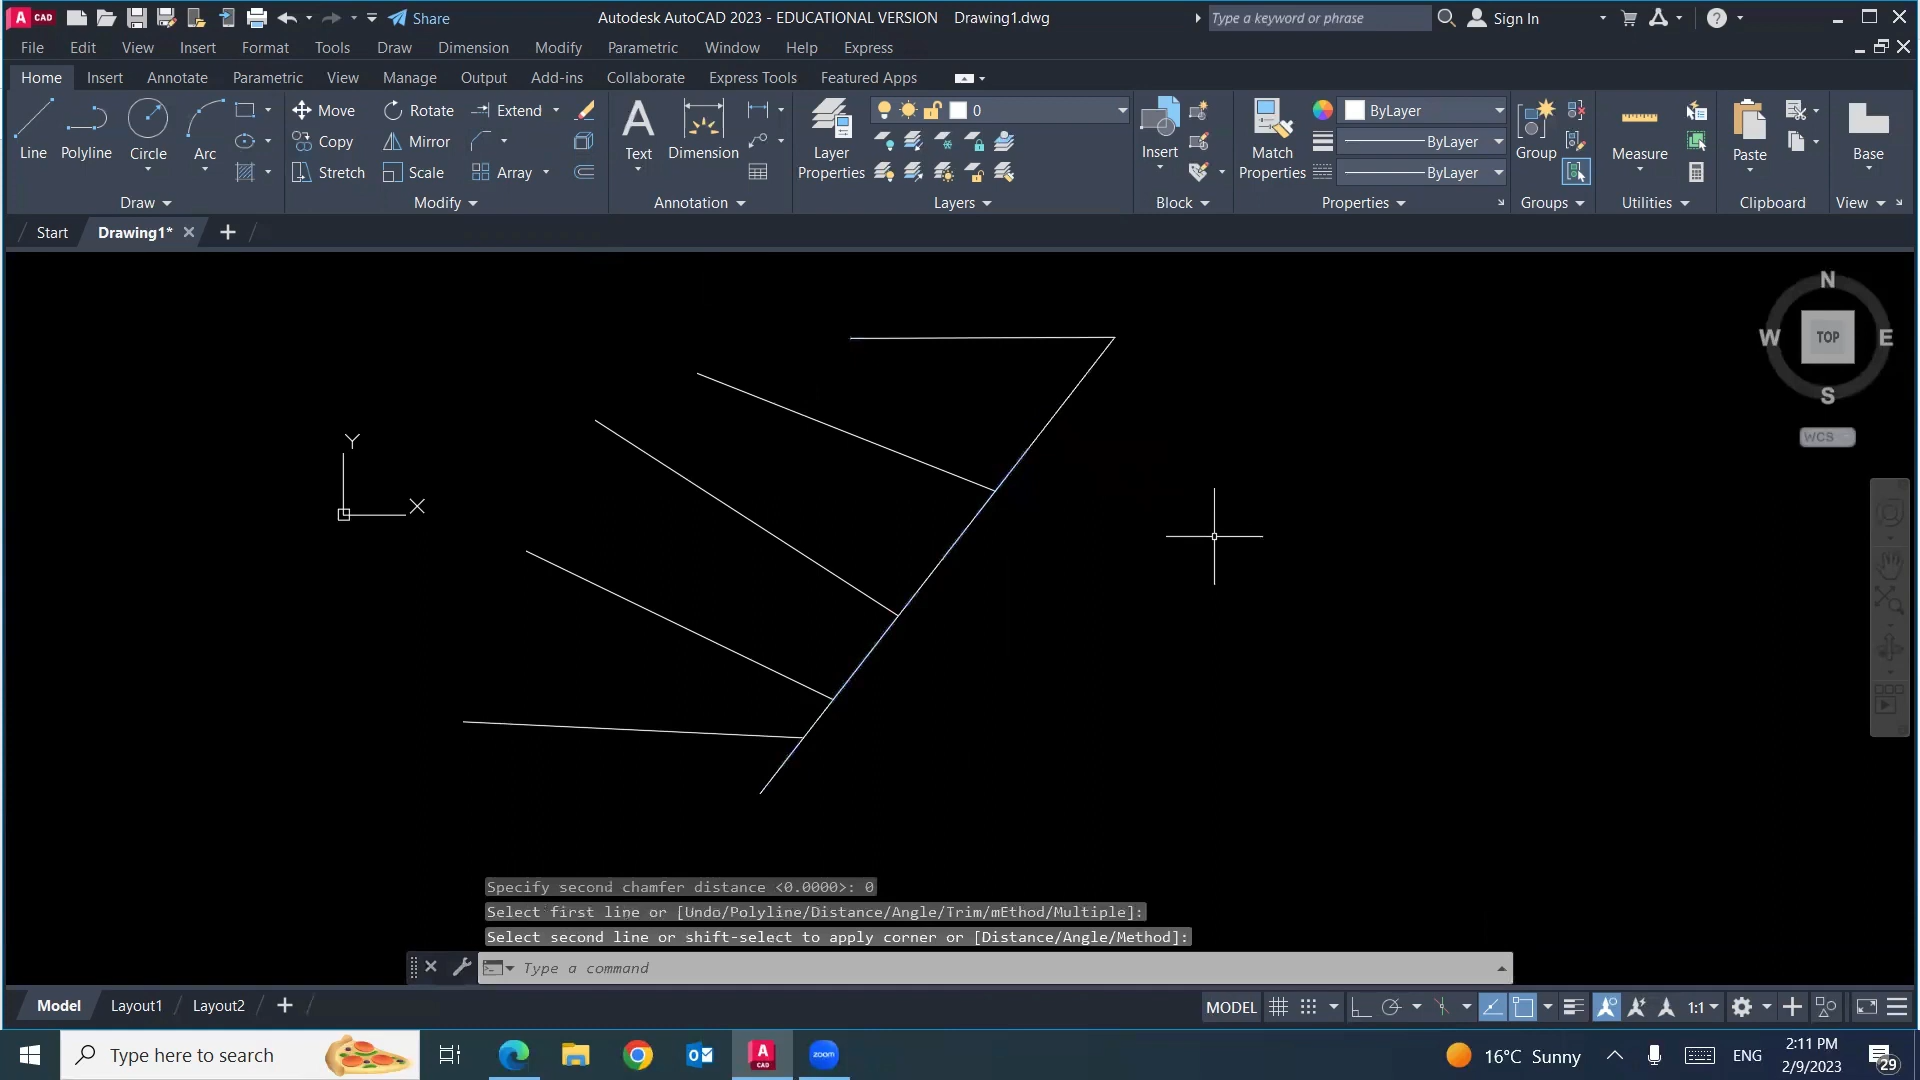 A CAD Share Autodesk AutoCAD 2023 - EDUCATIONAL VERSION Drawing1.dwg Type a keyword or phrase Sign In
File Edit View Insert Format Tools Draw Dimension Modify Parametric Window Help Express
Home Insert Annotate Parametric View Manage Output Add-ins Collaborate Express Tools Featured Apps
Line Polyline Circle Arc
Move Rotate Extend
Copy Mirror
Stretch Scale Array
Text Dimension
Layer Properties
0
Insert
Match Properties
ByLayer
ByLayer
ByLayer
Group
Measure
Paste
Base
Draw Modify Annotation Layers Block Properties Groups Utilities Clipboard View
Start Drawing1*
N
W TOP E
S
WCS
Y
X
Specify second chamfer distance <0.0000>: 0
Select first line or [Undo/Polyline/Distance/Angle/Trim/mEthod/Multiple]:
Select second line or shift-select to apply corner or [Distance/Angle/Method]:
Type a command
Model Layout1 Layout2 MODEL 1:1
Type here to search zoom 16°C Sunny ENG 2:11 PM
2/9/2023 29